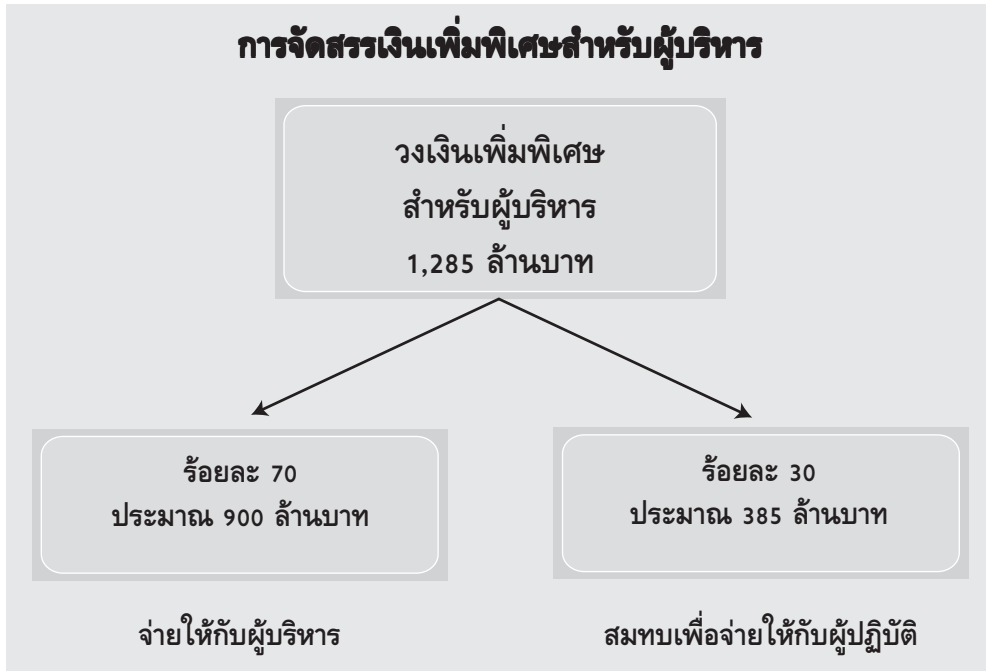 การจัดสรรเงินเพิ่มพิเศษสำหรับผู้บริหาร
วงเงินเพิ่มพิเศษ
สำหรับผู้บริหาร
1,285 ล้านบาท
ร้อยละ 70
ประมาณ 900 ล้านบาท
ร้อยละ 30
ประมาณ 385 ล้านบาท
จ่ายให้กับผู้บริหาร
สมทบเพื่อจ่ายให้กับผู้ปฏิบัติ